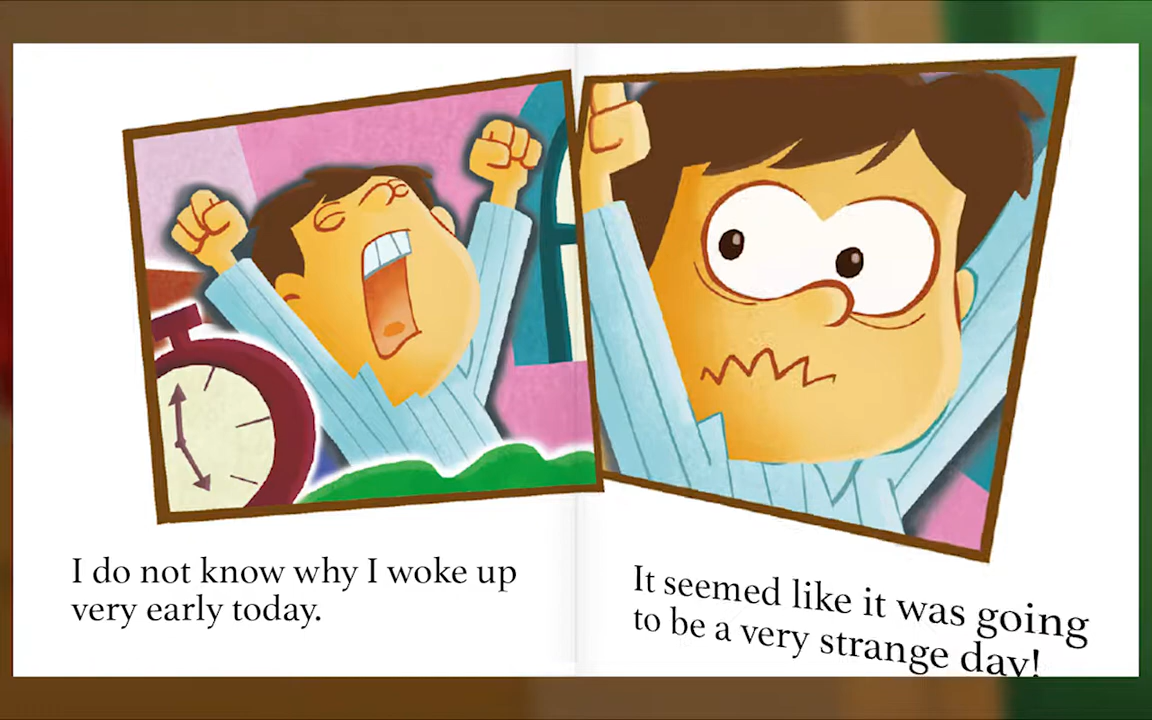 I do not know why I woke up
very early today.
It seemed like it was going
to be a very strange day!